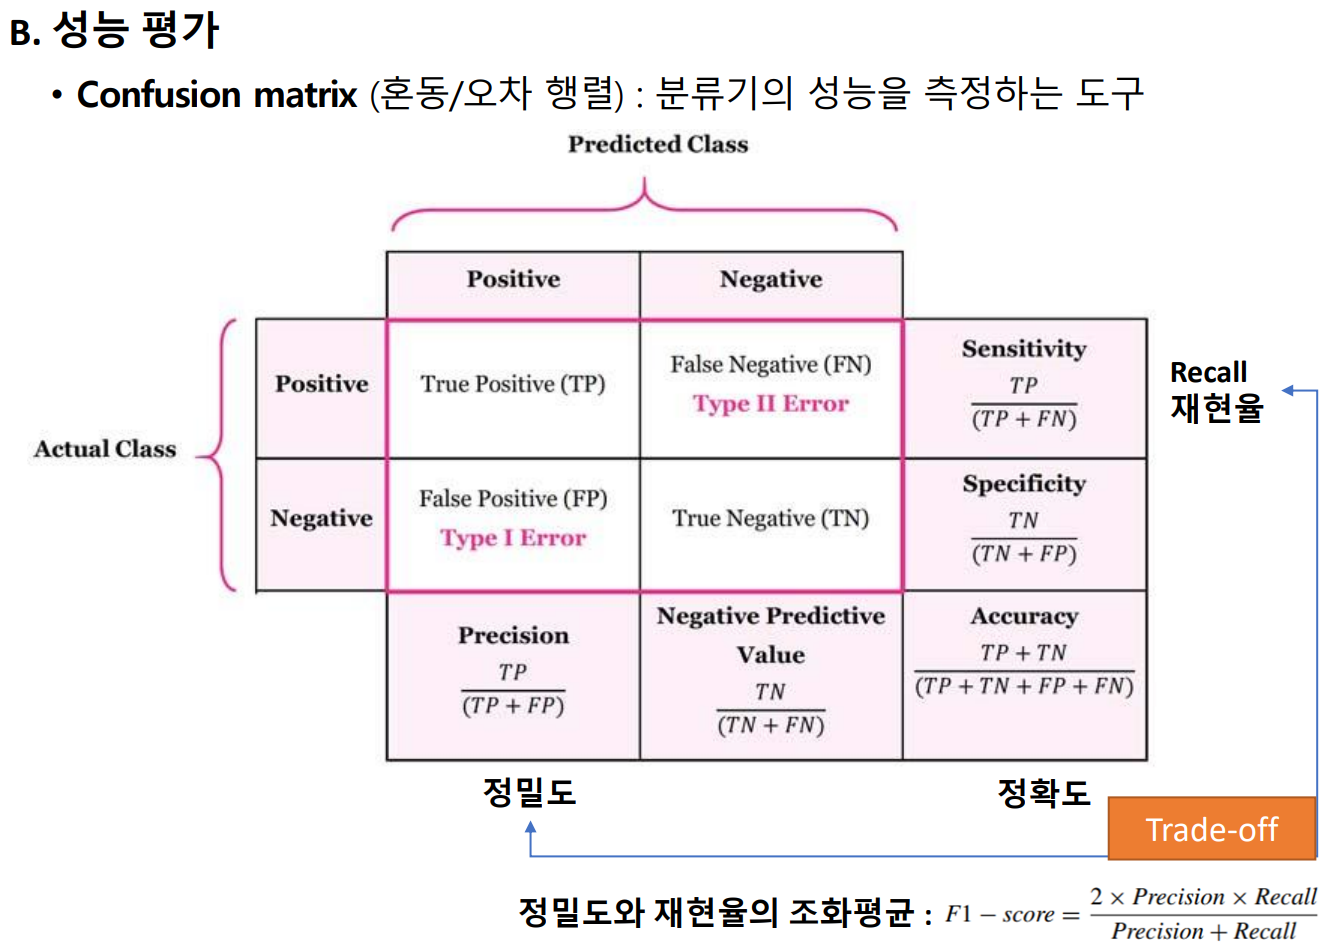 B. 성능 평가
• Confusion matrix (혼동/오차 행렬) : 분류기의 성능을 측정하는 도구
Predicted Class
Positive
Negative
Actual Class
Positive
True Positive (TP)
False Negative (FN)
Type II Error
Sensitivity
TP
(TP + FN)
Recall
재현율
Negative
False Positive (FP)
Type I Error
True Negative (TN)
Specificity
TN
(TN + FP)
Precision
TP
(TP + FP)
Negative Predictive
Value
TN
(TN + FN)
Accuracy
TP + TN
(TP + TN + FP + FN)
정밀도
정확도
Trade-off
정밀도와 재현율의 조화평균 : F1 − score =
2 × Precision × Recall
Precision + Recall